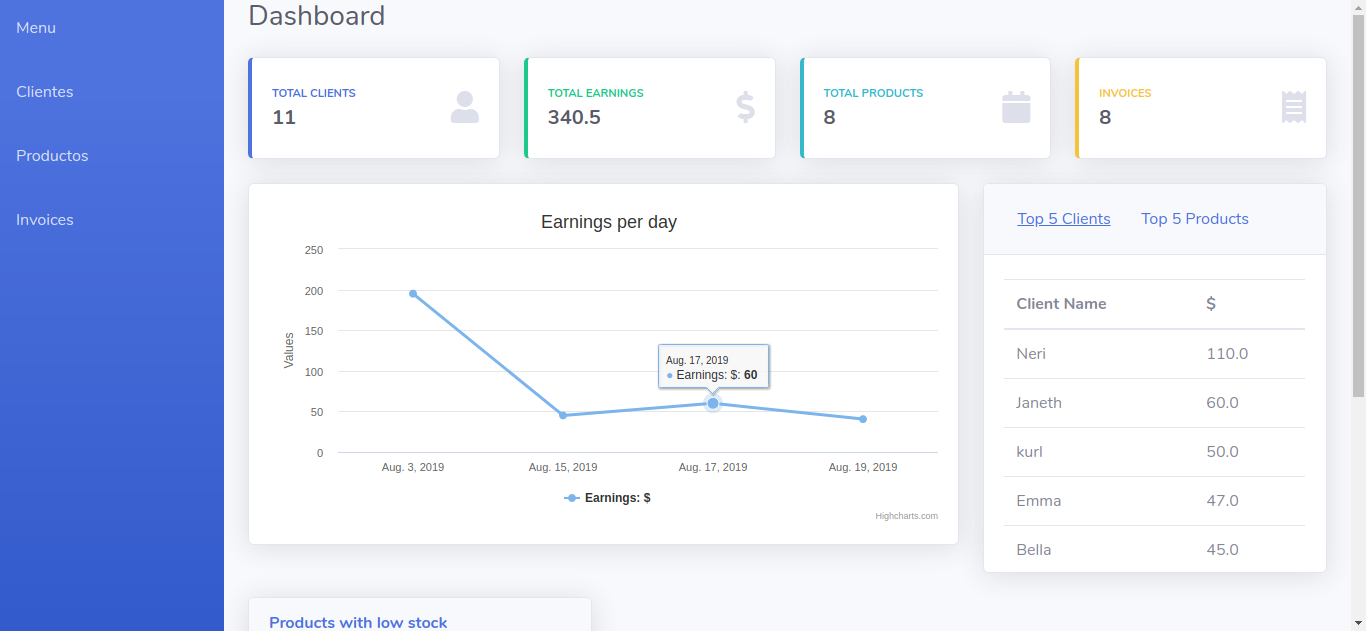 Menu
Clientes
Productos
Invoices
Dashboard
TOTAL CLIENTS
11
TOTAL EARNINGS
340.5
TOTAL PRODUCTS
8
INVOICES
8
Earnings per day
250
200
150
100
50
0
Values
Aug. 17, 2019
Earnings: $: 60
Aug. 3, 2019 Aug. 15, 2019 Aug. 17, 2019 Aug. 19, 2019
Earnings: $
Highcharts.com
Top 5 Clients Top 5 Products
Client Name $
Neri 110.0
Janeth 60.0
kurl 50.0
Emma 47.0
Bella 45.0
Products with low stock